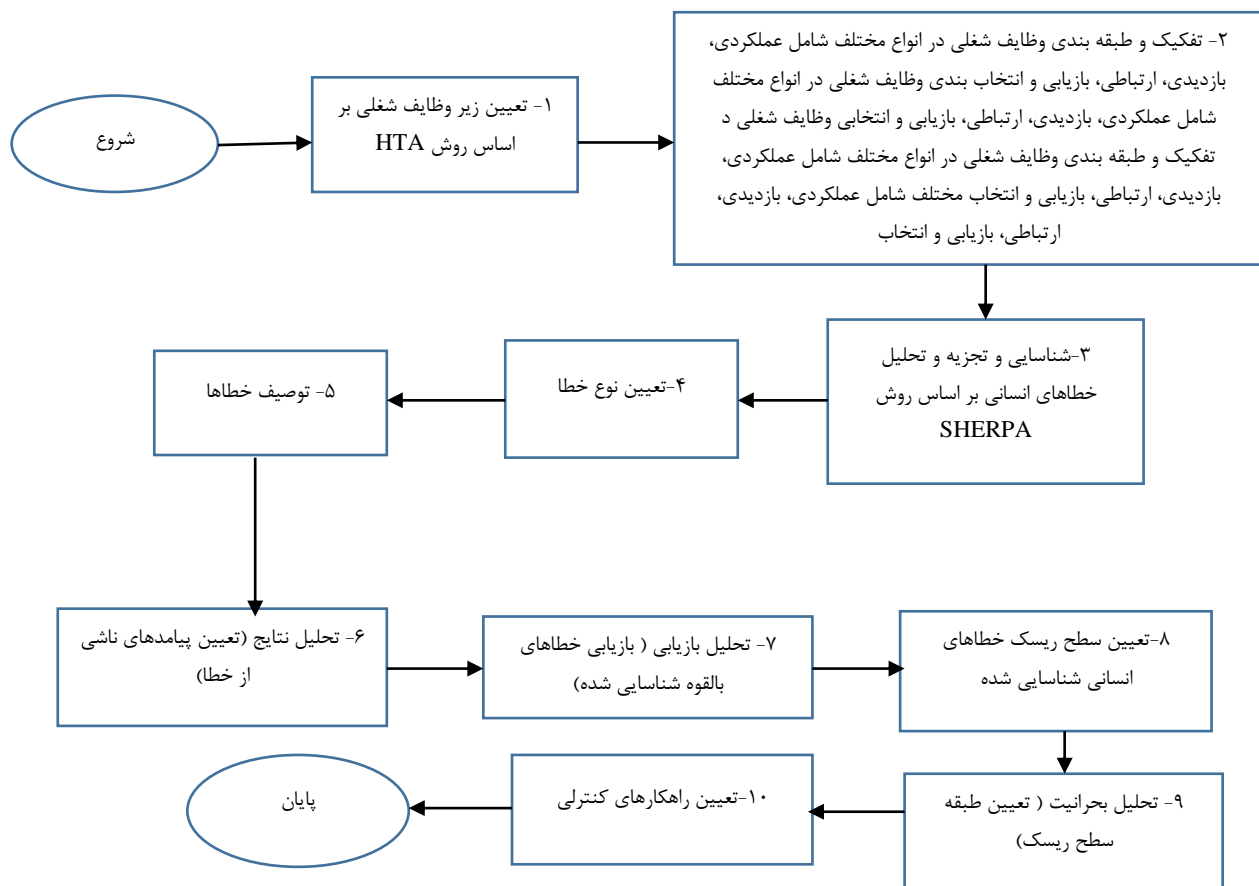 شروع
۱- تعیین زیر وظایف شغلی بر
اساس روش HTA
۲- تفکیک و طبقه بندی وظایف شغلی در انواع مختلف شامل عملکردی،
بازدیدی، ارتباطی، بازیابی و انتخاب بندی وظایف شغلی در انواع مختلف
شامل عملکردی، بازدیدی، ارتباطی، بازیابی و انتخابی وظایف شغلی د
تفکیک و طبقه بندی وظایف شغلی در انواع مختلف شامل عملکردی،
بازدیدی، ارتباطی، بازیابی و انتخاب مختلف شامل عملکردی، بازدیدی،
ارتباطی، بازیابی و انتخاب
۳-شناسایی و تجزیه و تحلیل
خطاهای انسانی بر اساس روش
SHERPA
۴-تعیین نوع خطا
۵- توصیف خطاها
۶- تحلیل نتایج (تعیین پیامدهای ناشی
از خطا)
۷- تحلیل بازیابی ( بازیابی خطاهای
بالقوه شناسایی شده)
۸-تعیین سطح ریسک خطاهای
انسانی شناسایی شده
۹- تحلیل بحرانیت ( تعیین طبقه
سطح ریسک)
۱۰-تعیین راهکارهای کنترلی
پایان